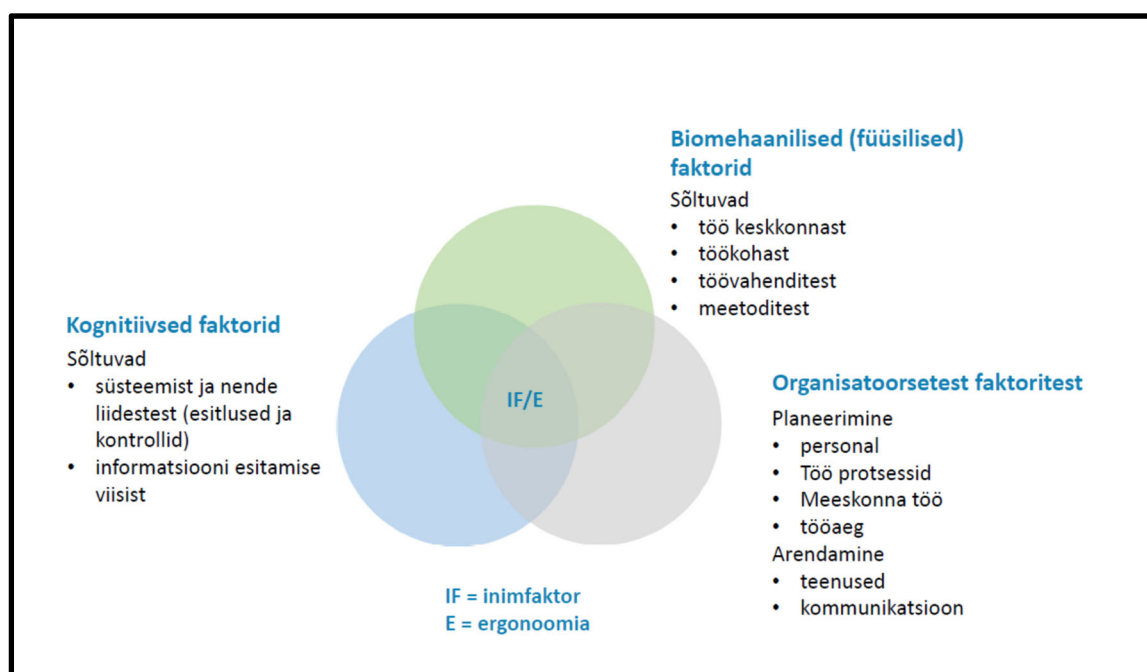 Biomehaanilised (füüsilised)
faktorid
Sõltuvad
• töö keskkonnast
• töökohast
• töövahenditest
• meetoditest
Kognitiivsed faktorid
Sõltuvad
• süsteemist ja nende
liidestest (esitlused ja
kontrollid)
• informatsiooni esitamise
viisist
IF/E
Organisatoorsetest faktoritest
Planeerimine
• personal
• Töö protsessid
• Meeskonna töö
• tööaeg
Arendamine
• teenused
• kommunikatsioon
IF = inimfaktor
E = ergonoomia